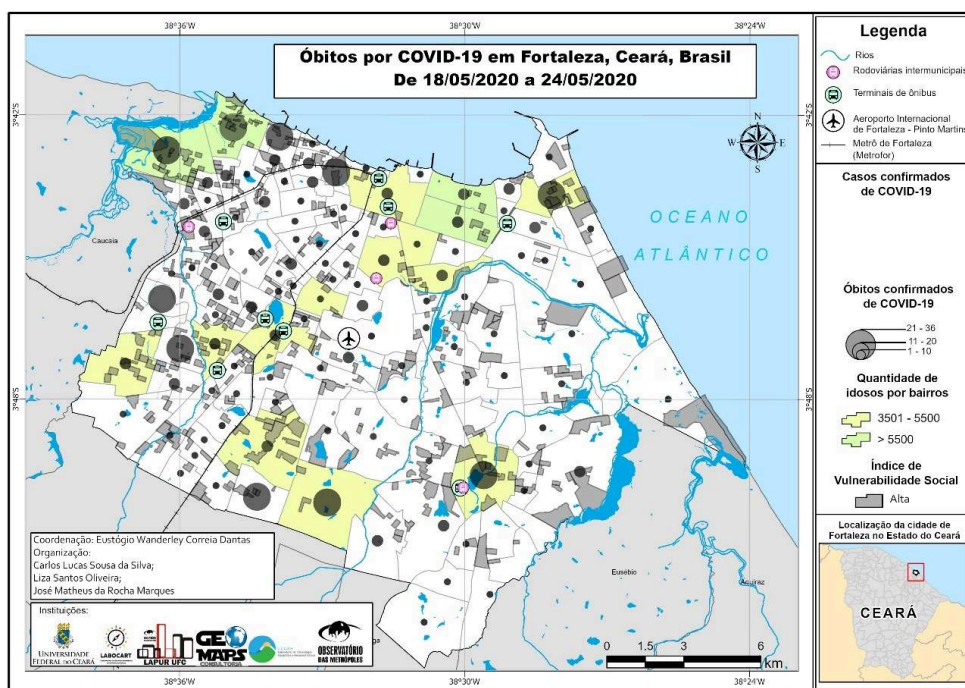 38°36'W
38°30'W
38°24'W
Óbitos por COVID-19 em Fortaleza, Ceará, Brasil
De 18/05/2020 a 24/05/2020
3°42'S
3°42'S
N
W
E
S
OCEANO
ATLÂNTICO
Caucaia
3°48'S
3°48'S
Eusébio
Aquiraz
Coordenação: Eustógio Wanderley Correia Dantas
Organização:
Carlos Lucas Sousa da Silva;
Liza Santos Oliveira;
José Matheus da Rocha Marques
Instituições:
UNIVERSIDADE
FEDERAL DO CEARÁ
LABOCART
LAPUR UFC
GEO
MAPS
CONSULTORIA
OBSERVATÓRIO
DAS METRÓPOLES
0 1.5 3 6
km
38°36'W
38°30'W
38°24'W
Legenda
Rios
Rodoviárias intermunicipais
Terminais de ônibus
Aeroporto Internacional
de Fortaleza - Pinto Martins
Metrô de Fortaleza
(Metrofor)
Casos confirmados
de COVID-19
Óbitos confirmados
de COVID-19
21 - 36
11 - 20
1 - 10
Quantidade de
idosos por bairros
3501 - 5500
> 5500
Índice de
Vulnerabilidade Social
Alta
Localização da cidade de
Fortaleza no Estado do Ceará
CEARÁ